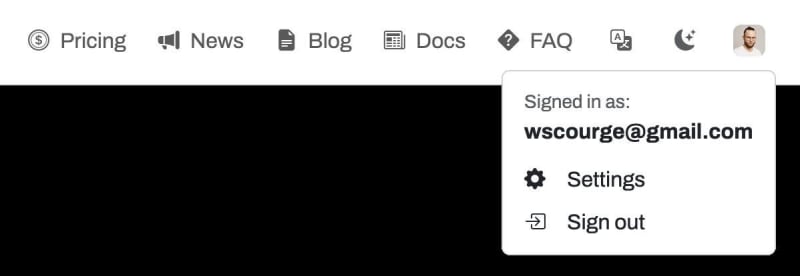 Pricing News Blog Docs FAQ
Signed in as:
wscourge@gmail.com
Settings
Sign out